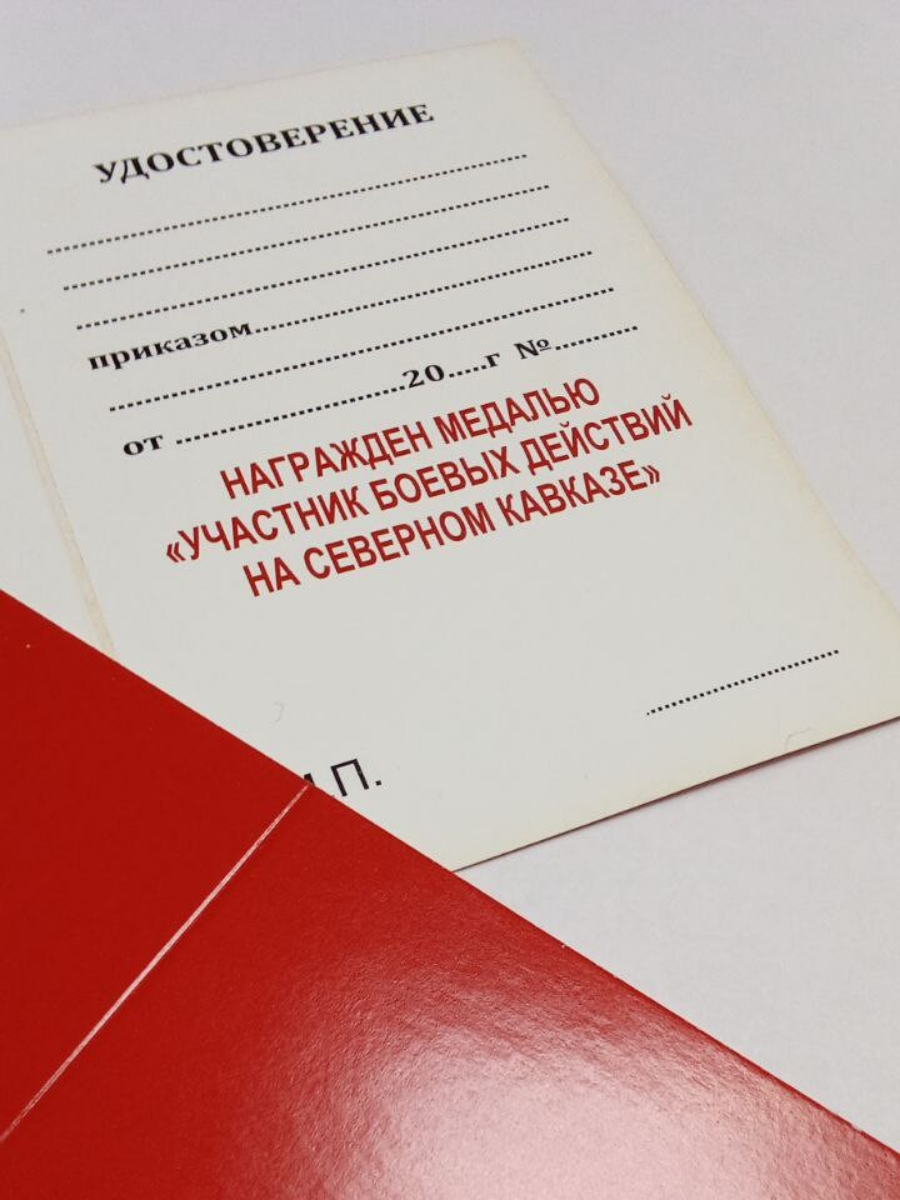 УДОСТОВЕРЕНИЕ
................................................................
................................................................
................................................................
приказом............................................
................................................................
от ..............................20.....г №..........
НАГРАЖДЕН МЕДАЛЬЮ
«УЧАСТНИК БОЕВЫХ ДЕЙСТВИЙ
НА СЕВЕРНОМ КАВКАЗЕ»
..............................
П.